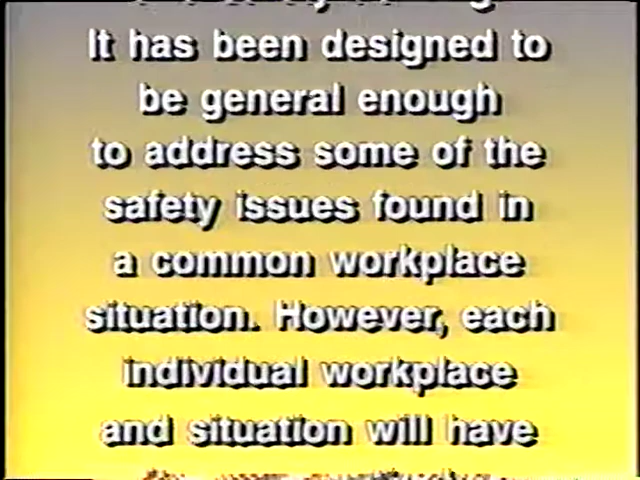 It has been designed to
be general enough
to address some of the
safety issues found in
a common workplace
situation. However, each
individual workplace
and situation will have